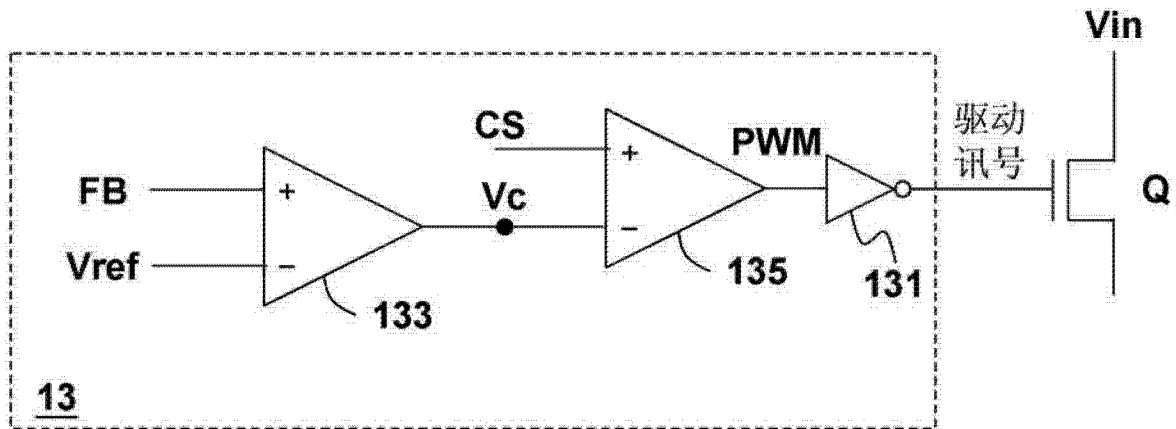 Vin
驱动
讯号
CS
PWM
FB
+
+
Q
Vc
Vref
−
−
135
131
133
13